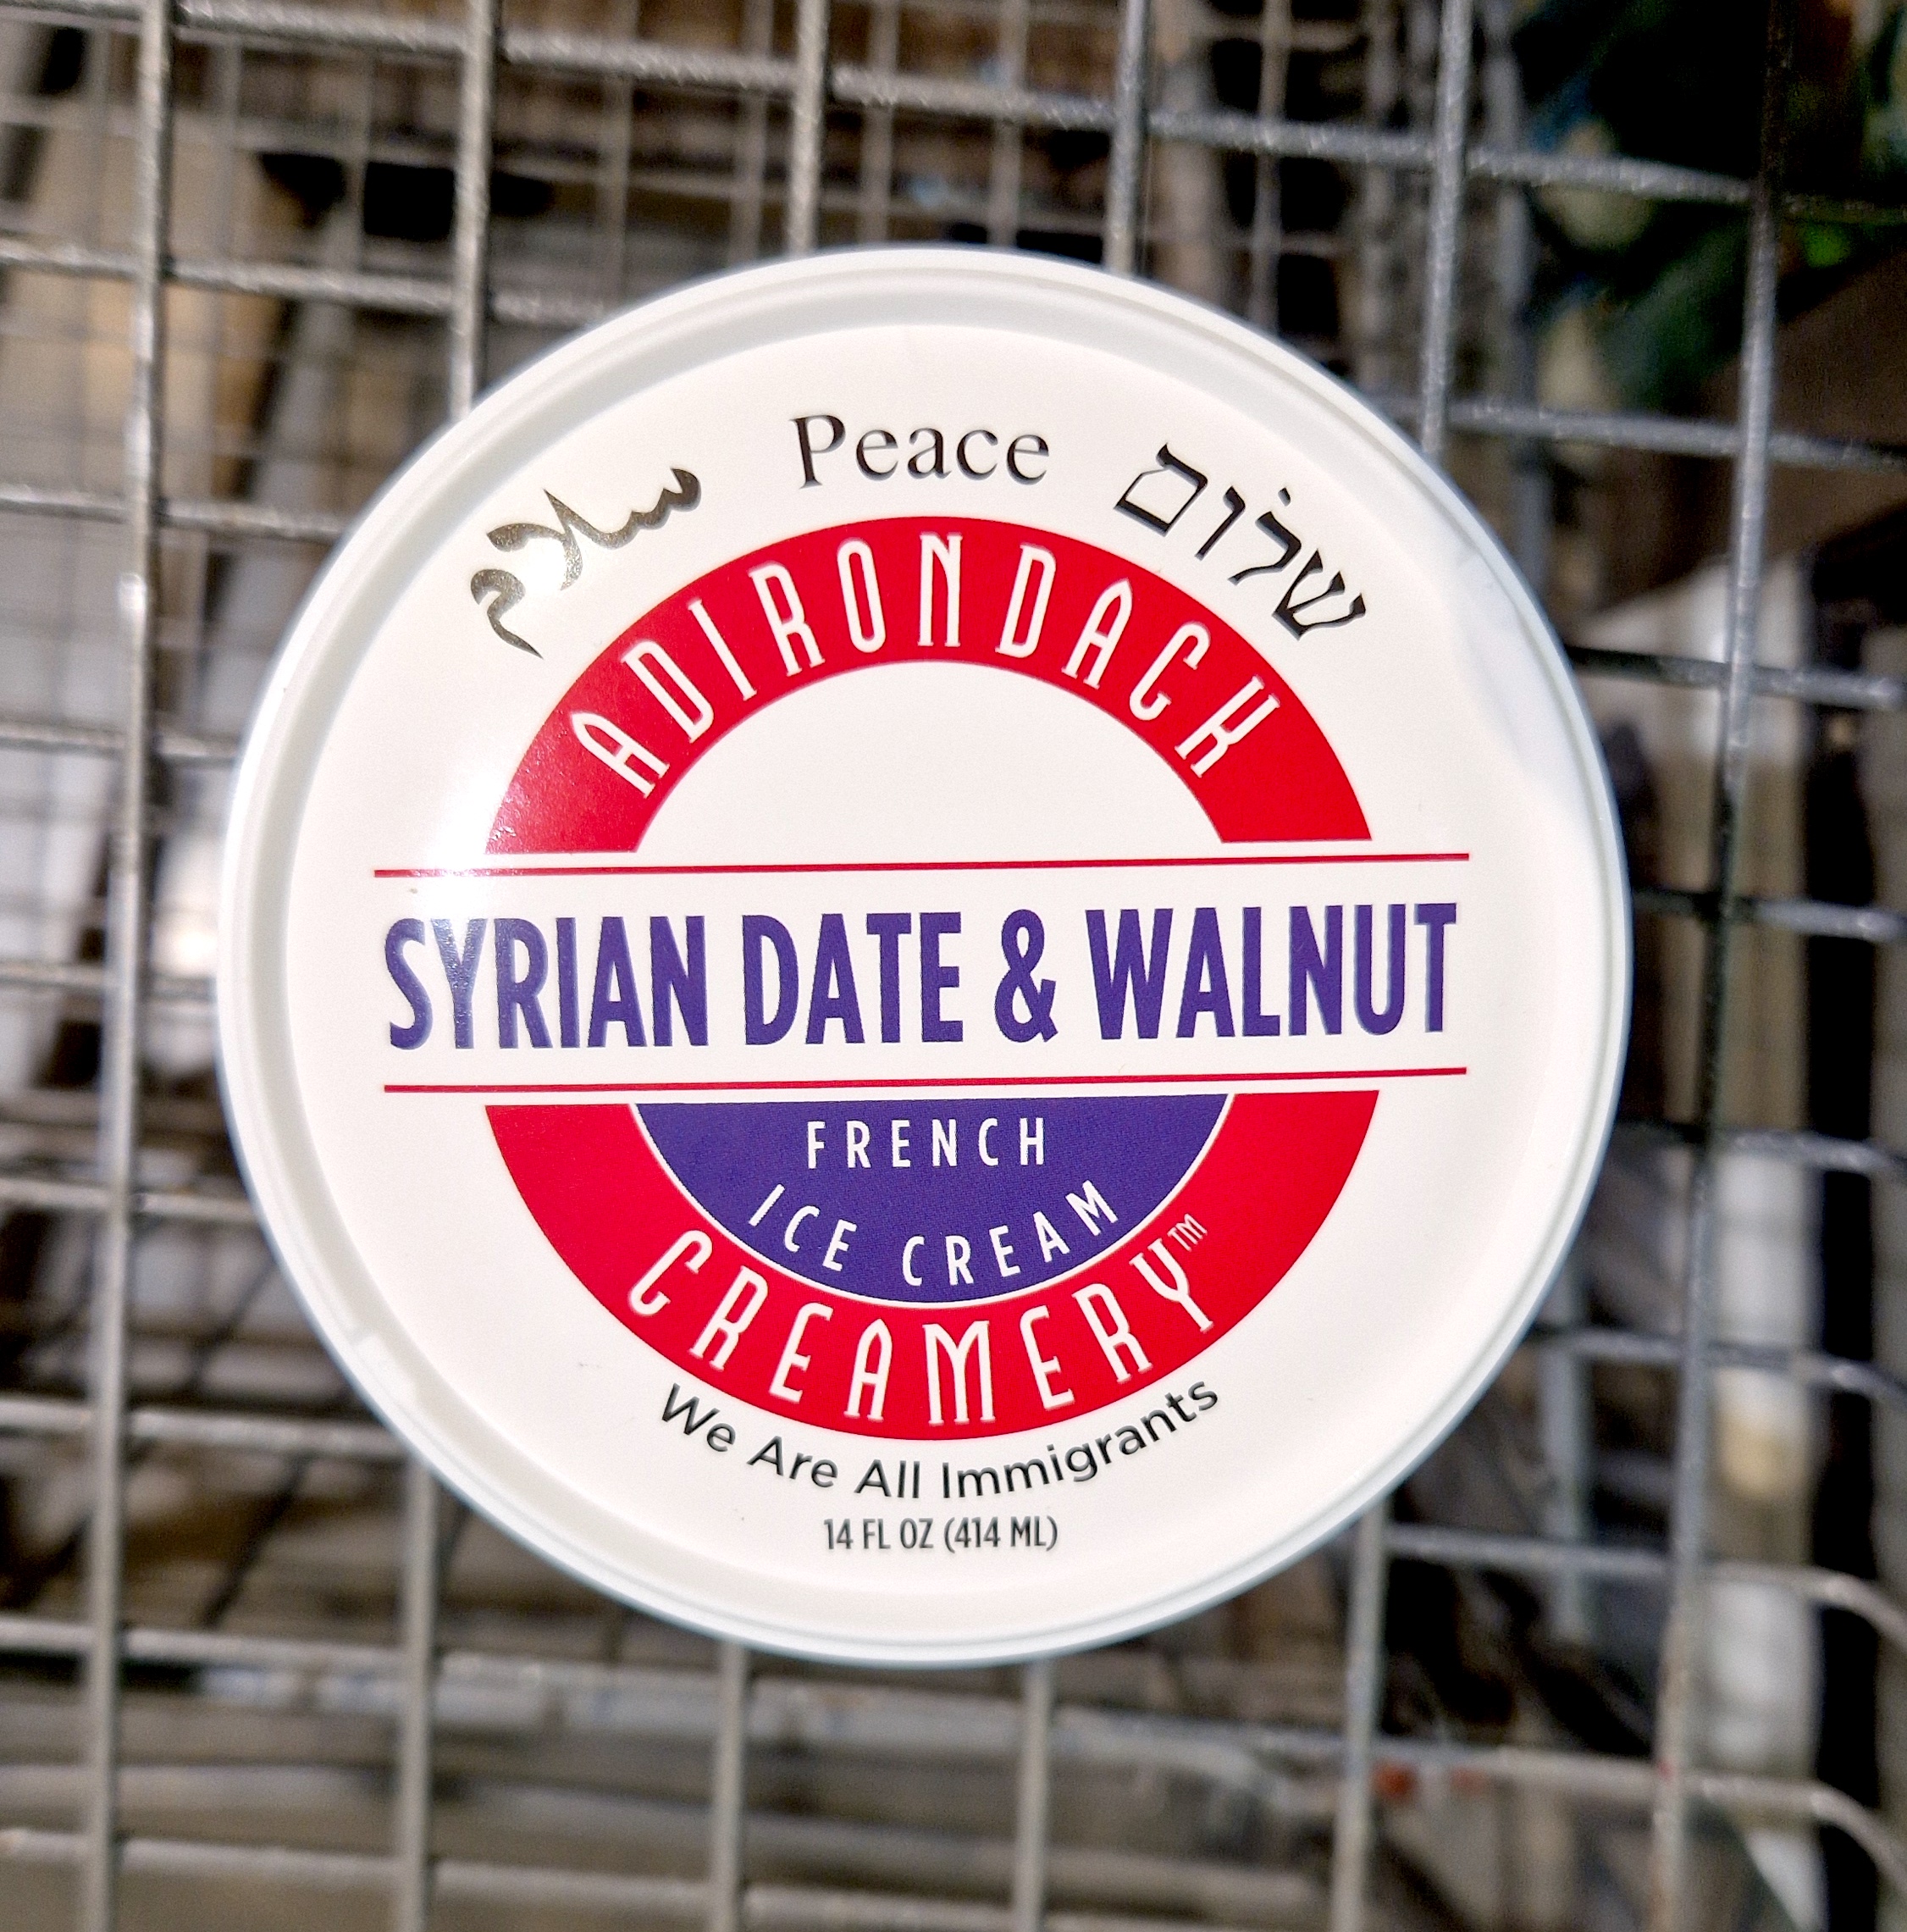 سلام Peace שלום
ADIRONDACK
SYRIAN DATE & WALNUT
FRENCH
ICE CREAM
CREAMERY™
We Are All Immigrants
14 FL OZ (414 ML)